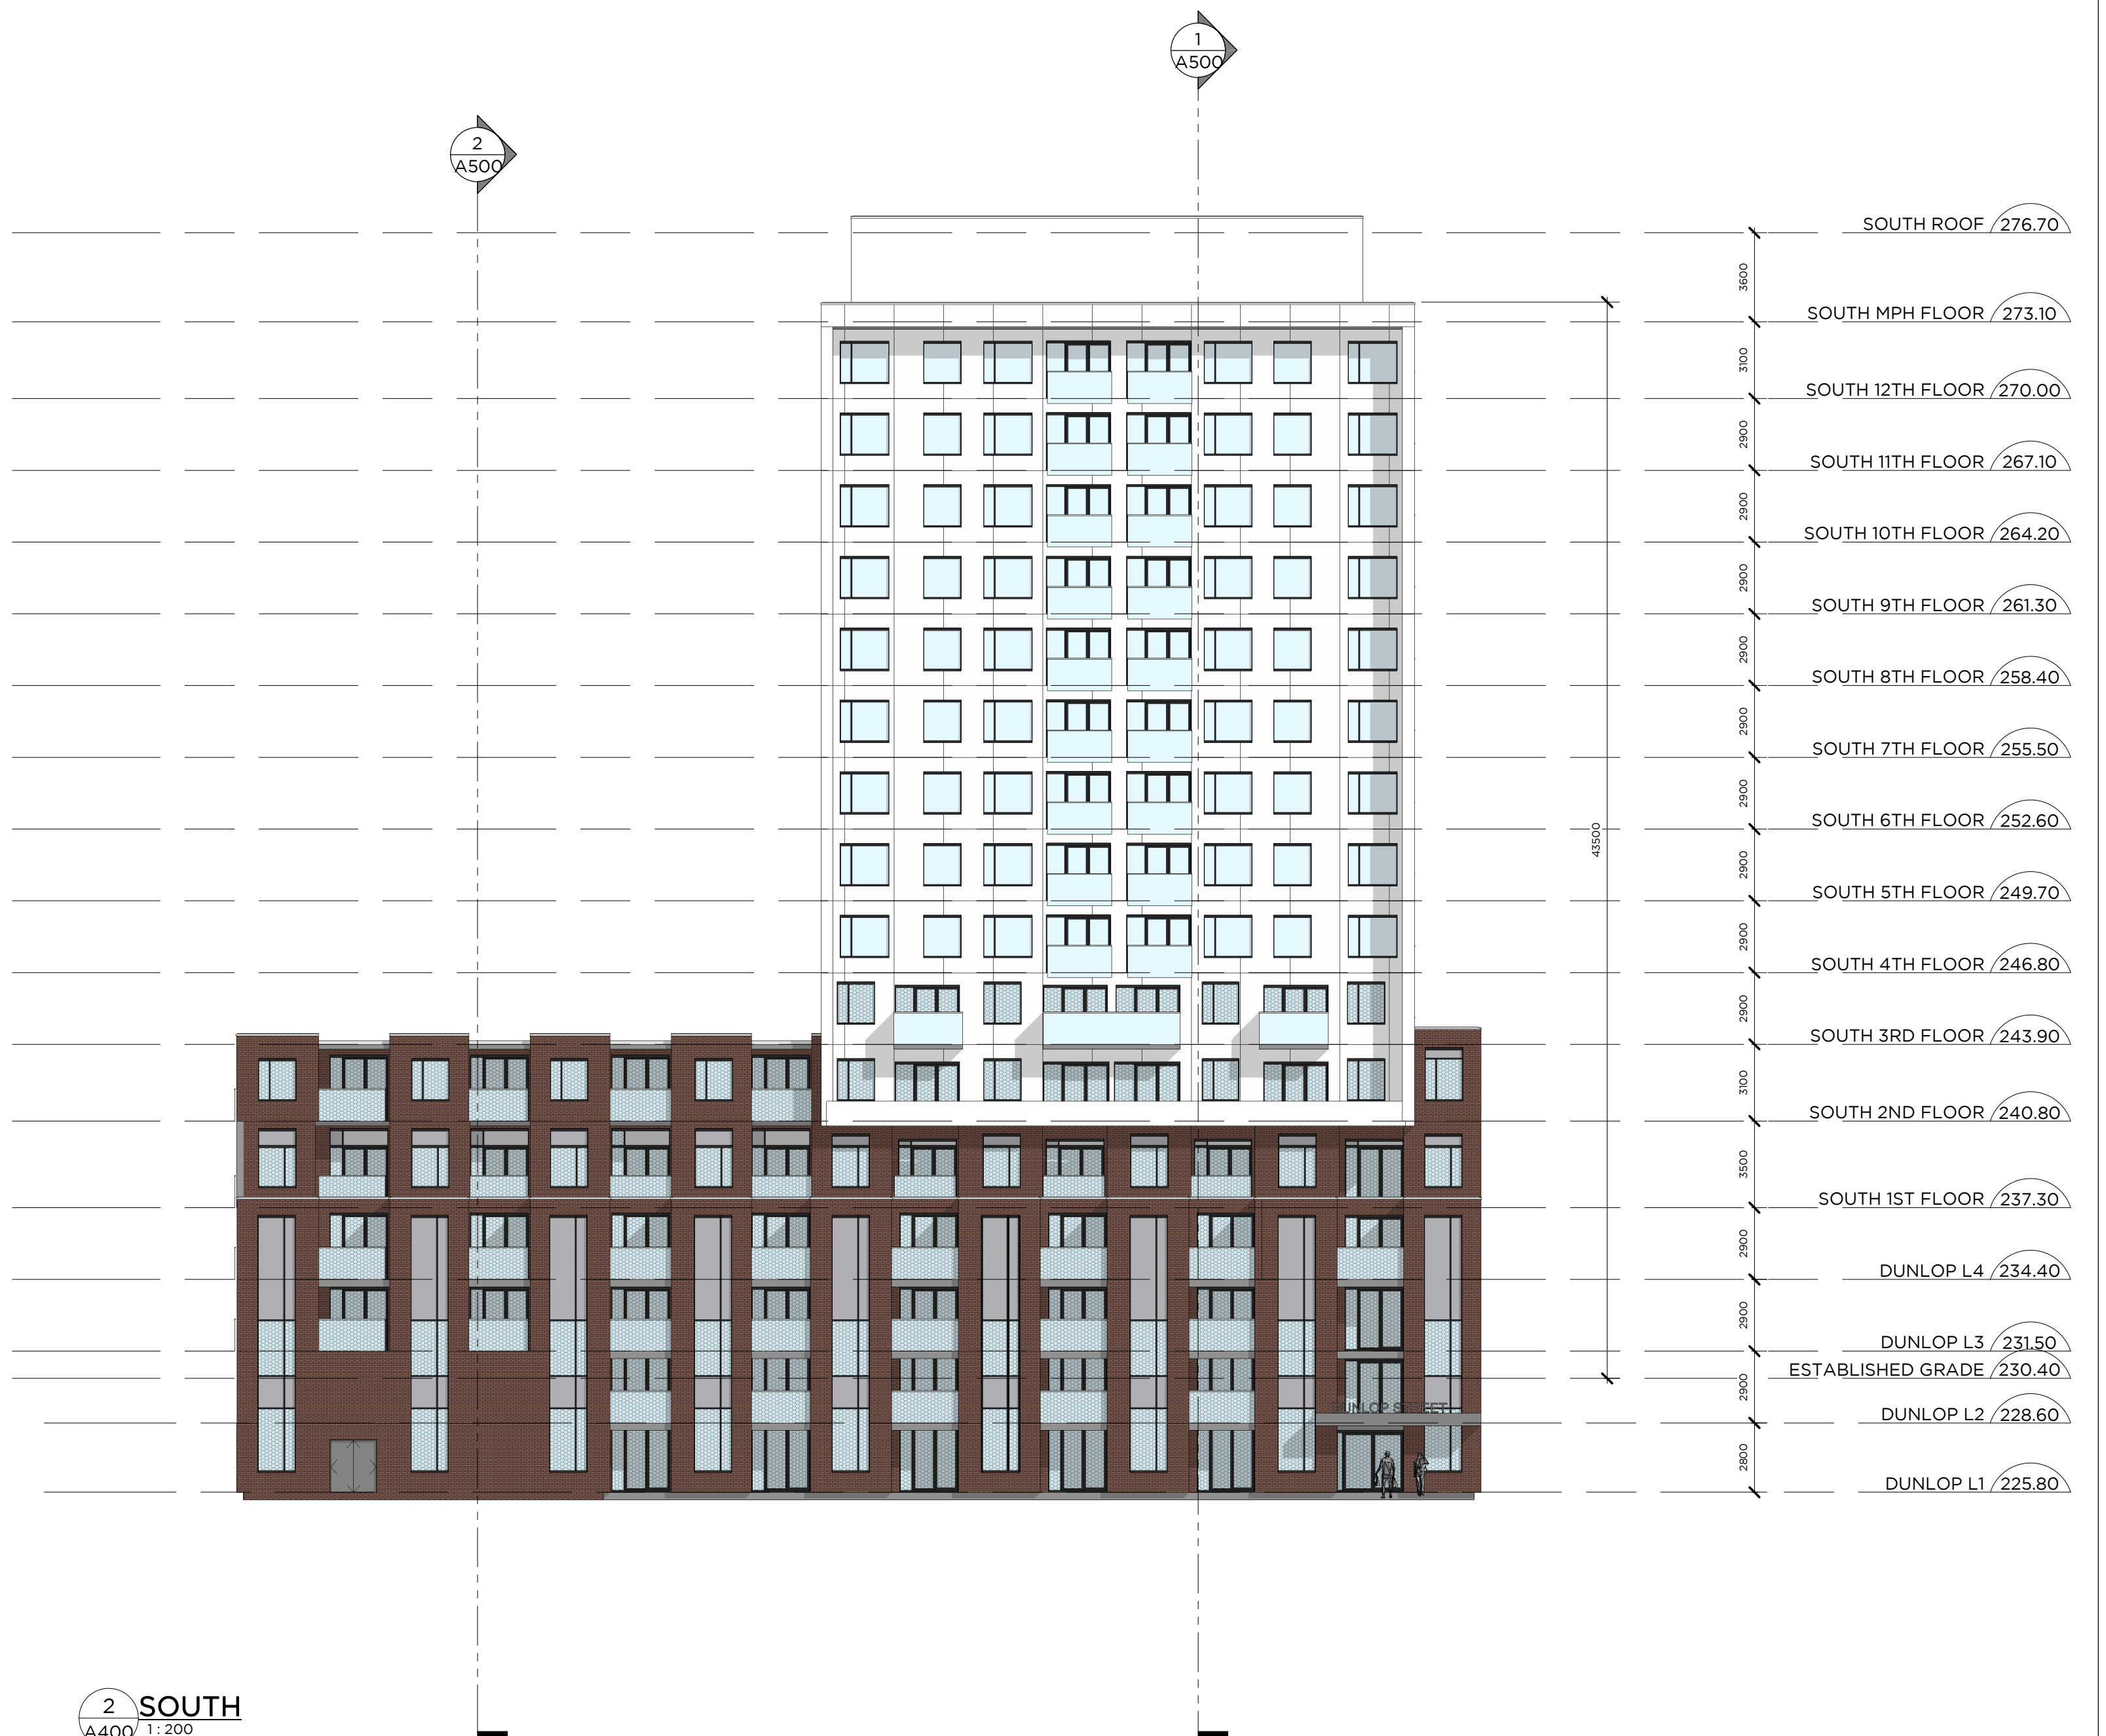 1
A500
2
A500
SOUTH ROOF 276.70
3600
SOUTH MPH FLOOR 273.10
3100
SOUTH 12TH FLOOR 270.00
2900
SOUTH 11TH FLOOR 267.10
2900
SOUTH 10TH FLOOR 264.20
2900
SOUTH 9TH FLOOR 261.30
2900
SOUTH 8TH FLOOR 258.40
2900
SOUTH 7TH FLOOR 255.50
2900
SOUTH 6TH FLOOR 252.60
43500
2900
SOUTH 5TH FLOOR 249.70
2900
SOUTH 4TH FLOOR 246.80
2900
SOUTH 3RD FLOOR 243.90
3100
SOUTH 2ND FLOOR 240.80
3500
SOUTH 1ST FLOOR 237.30
2900
DUNLOP L4 234.40
2900
DUNLOP L3 231.50
ESTABLISHED GRADE 230.40
2900
DUNLOP STREET
DUNLOP L2 228.60
2800
DUNLOP L1 225.80
2 SOUTH
A400 1 : 200